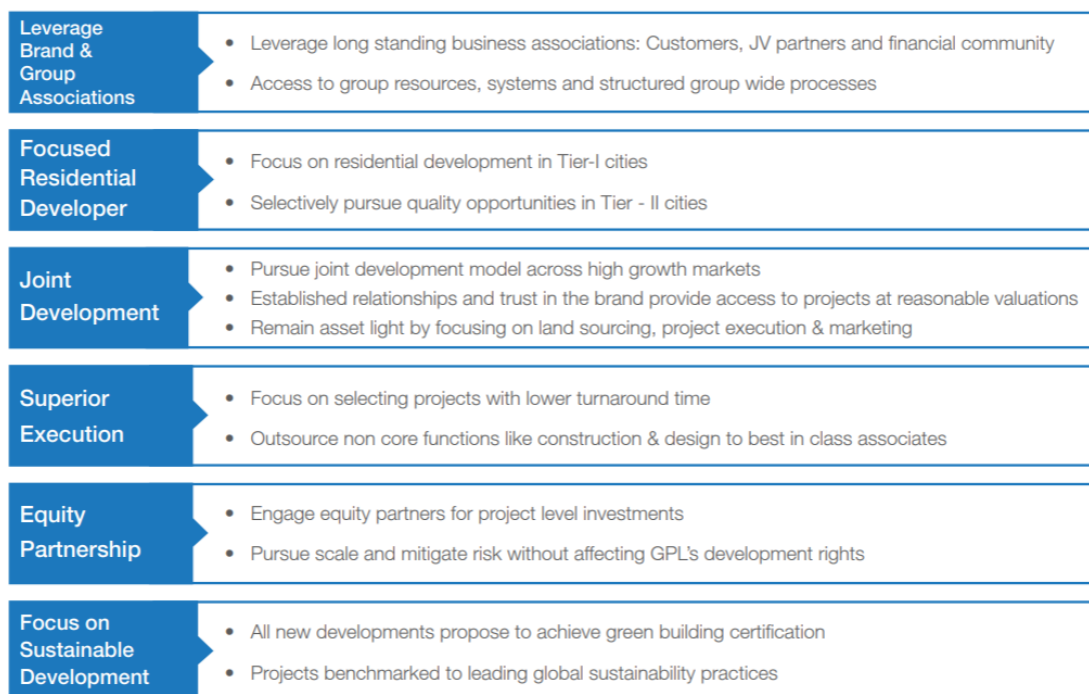 Leverage
Brand &
Group
Associations
• Leverage long standing business associations: Customers, JV partners and financial community
• Access to group resources, systems and structured group wide processes
Focused
Residential
Developer
• Focus on residential development in Tier-I cities
• Selectively pursue quality opportunities in Tier - II cities
Joint
Development
• Pursue joint development model across high growth markets
• Established relationships and trust in the brand provide access to projects at reasonable valuations
• Remain asset light by focusing on land sourcing, project execution & marketing
Superior
Execution
• Focus on selecting projects with lower turnaround time
• Outsource non core functions like construction & design to best in class associates
Equity
Partnership
• Engage equity partners for project level investments
• Pursue scale and mitigate risk without affecting GPL's development rights
Focus on
Sustainable
Development
• All new developments propose to achieve green building certification
• Projects benchmarked to leading global sustainability practices